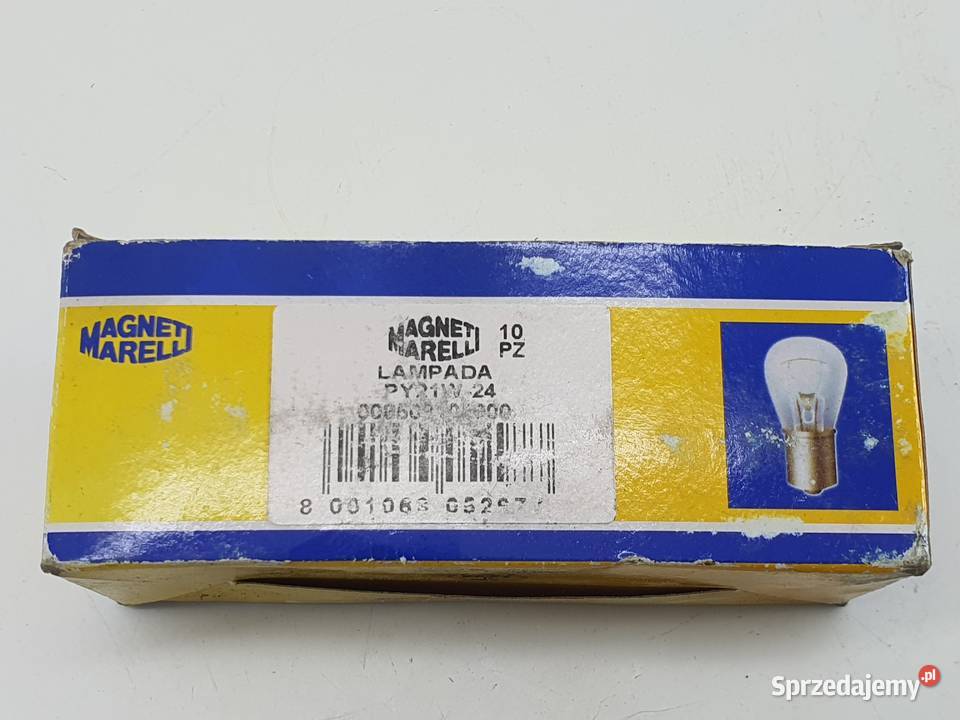 MAGNETI MARELLI
MAGNETI MARELLI
10 PZ
LAMPADA
PY21W-24
Sprzedajemy.pl